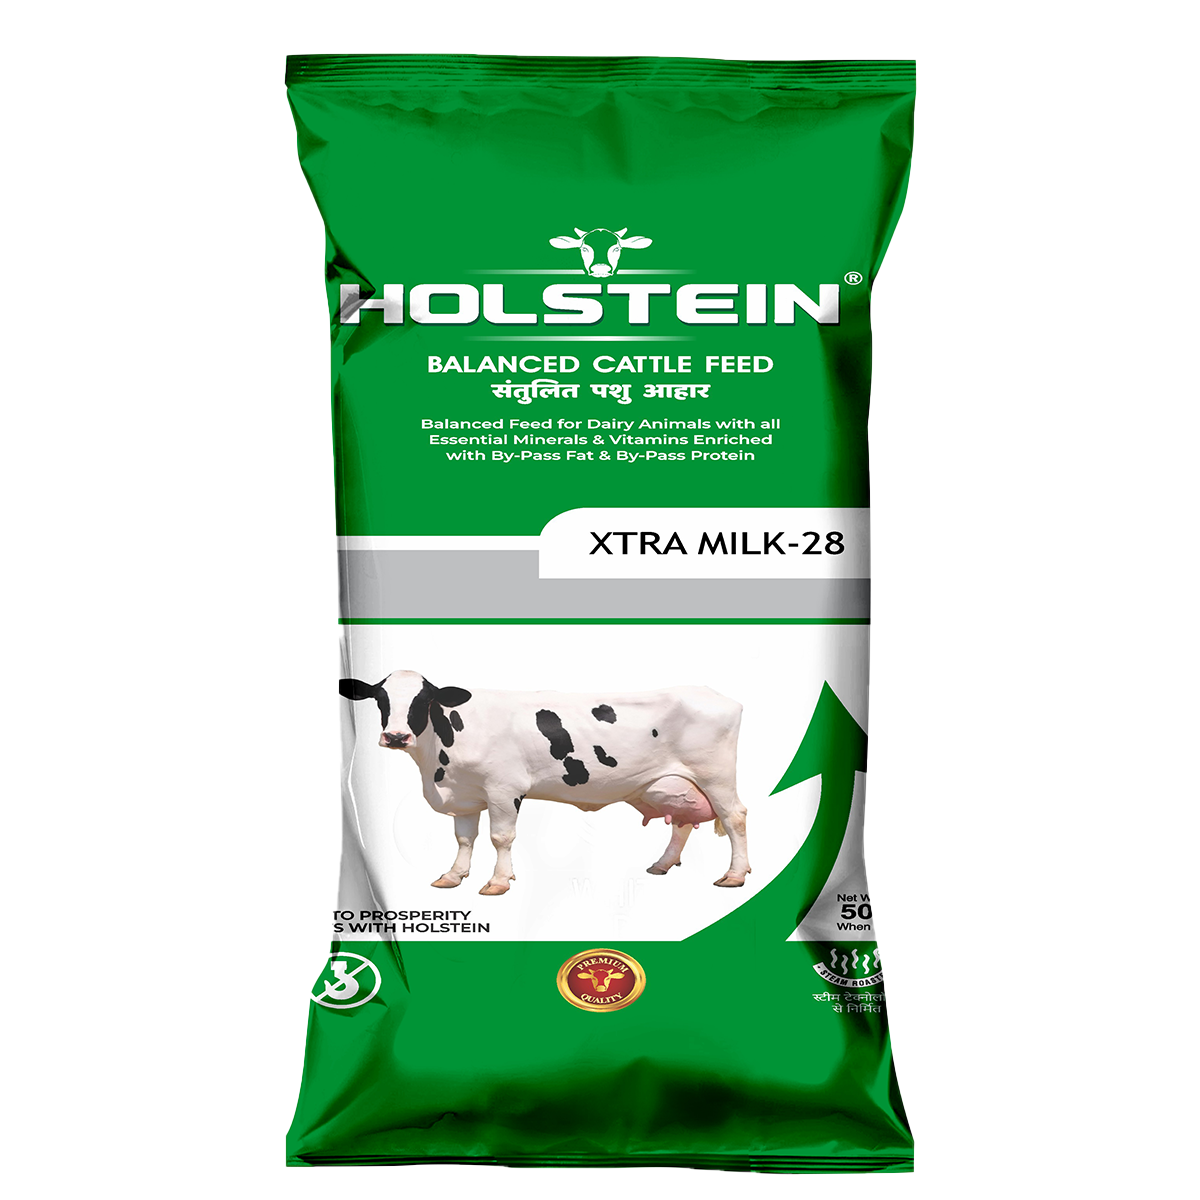 HOLSTEIN®
BALANCED CATTLE FEED
संतुलित पशु आहार
Balanced Feed for Dairy Animals with all
Essential Minerals & Vitamins Enriched
with By-Pass Fat & By-Pass Protein
XTRA MILK-28
TO PROSPERITY
WITH HOLSTEIN
Net
50
When
PREMIUM
QUALITY
STEAM
स्टीम
से निर्मित